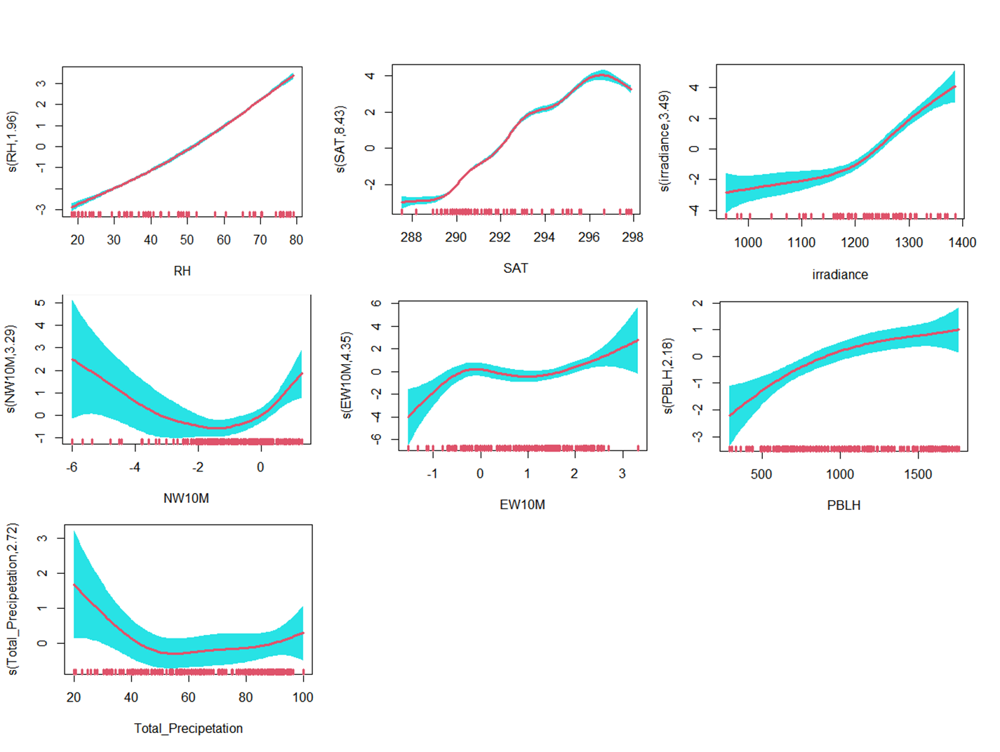 s(RH,1.96)
3
2
1
0
-1
-3
20 30 40 50 60 70 80
RH
s(SAT,8.43)
4
2
0
-2
288 290 292 294 296 298
SAT
s(irradiance,3.49)
4
2
0
-2
-4
1000 1100 1200 1300 1400
irradiance
s(NW10M,3.29)
5
4
3
2
1
0
-1
-6 -4 -2 0
NW10M
s(EW10M,4.35)
6
4
2
0
-2
-4
-6
-1 0 1 2 3
EW10M
s(PBLH,2.18)
2
1
0
-1
-2
-3
500 1000 1500
PBLH
s(Total_Precipetation,2.72)
3
2
1
0
20 40 60 80 100
Total_Precipetation